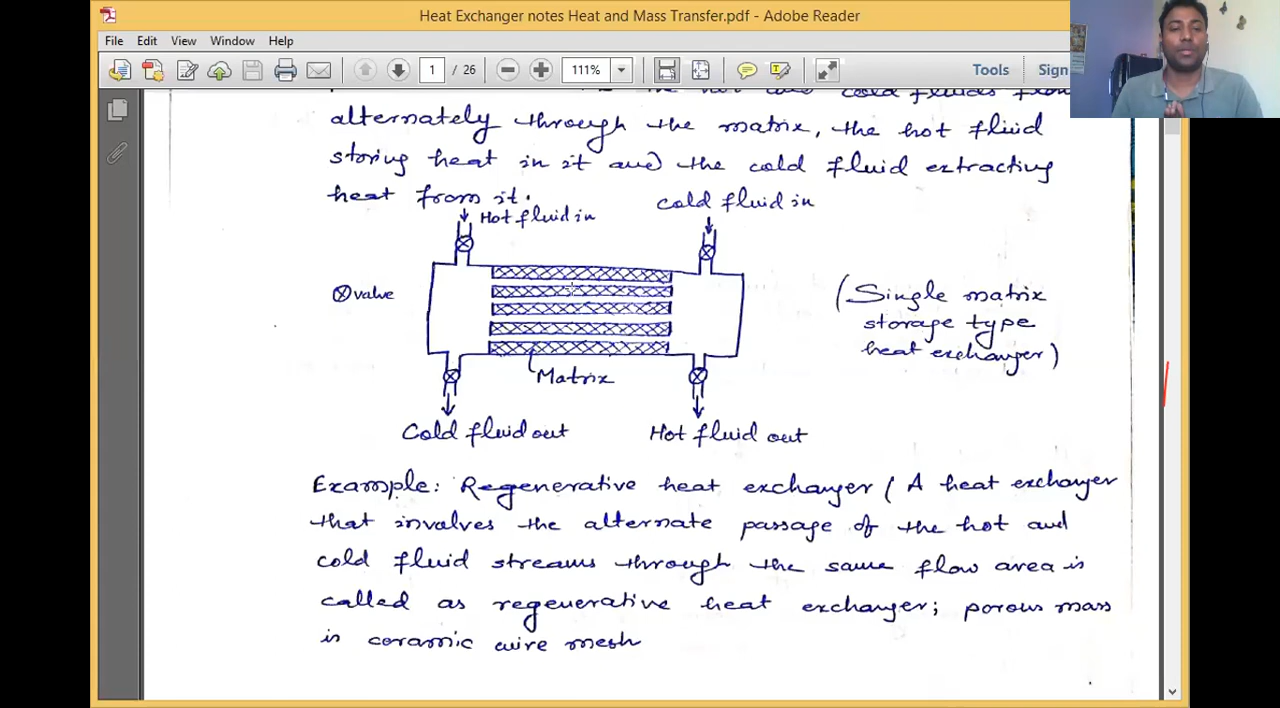 Heat Exchanger notes Heat and Mass Transfer.pdf - Adobe Reader
File Edit View Window Help
1 / 26 111% Tools Sign
cold fluids
alternately through the matrix, the hot fluid
storing heat in it and the cold fluid extracting
heat from it.
Hot fluid in cold fluid in
valve
(Single matrix
storage type
heat exchanger)
Matrix
Cold fluid out Hot fluid out
Example: Regenerative heat exchanger ( A heat exchanger
that involves the alternate passage of the hot and
cold fluid streams through the same flow area is
called as regenerative heat exchanger; porous mass
is ceramic wire mesh